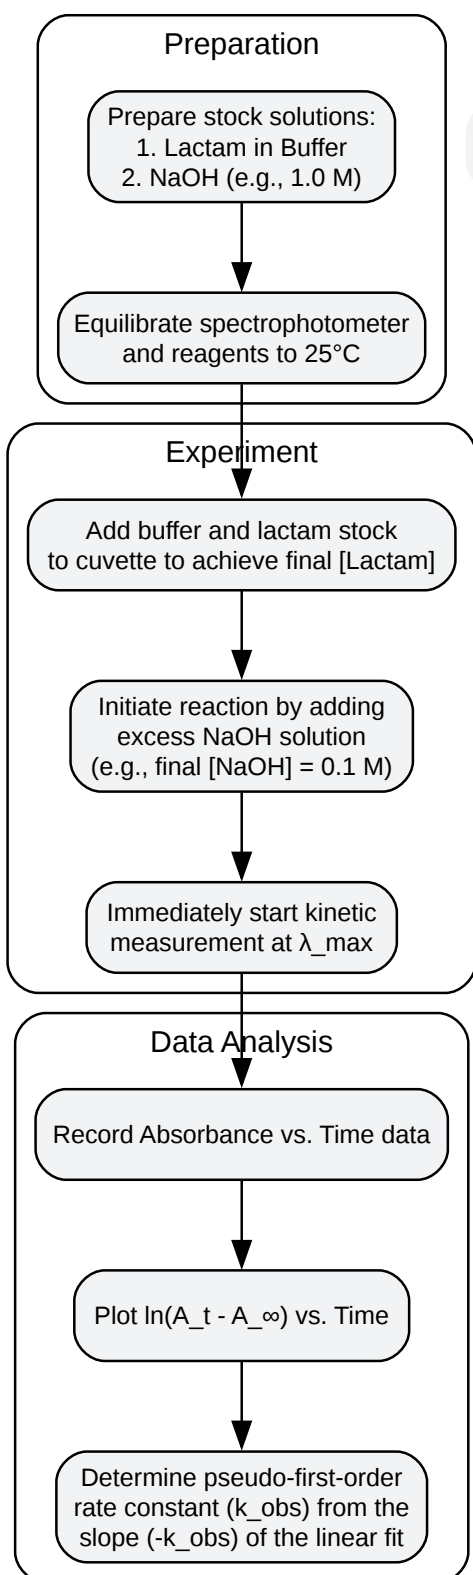 Preparation
Prepare stock solutions:
1. Lactam in Buffer
2. NaOH (e.g., 1.0 M)
Equilibrate spectrophotometer
and reagents to 25°C
Experiment
Add buffer and lactam stock
to cuvette to achieve final [Lactam]
Initiate reaction by adding
excess NaOH solution
(e.g., final [NaOH] = 0.1 M)
Immediately start kinetic
measurement at λ_max
Data Analysis
Record Absorbance vs. Time data
Plot ln(A_t - A_∞) vs. Time
Determine pseudo-first-order
rate constant (k_obs) from the
slope (-k_obs) of the linear fit